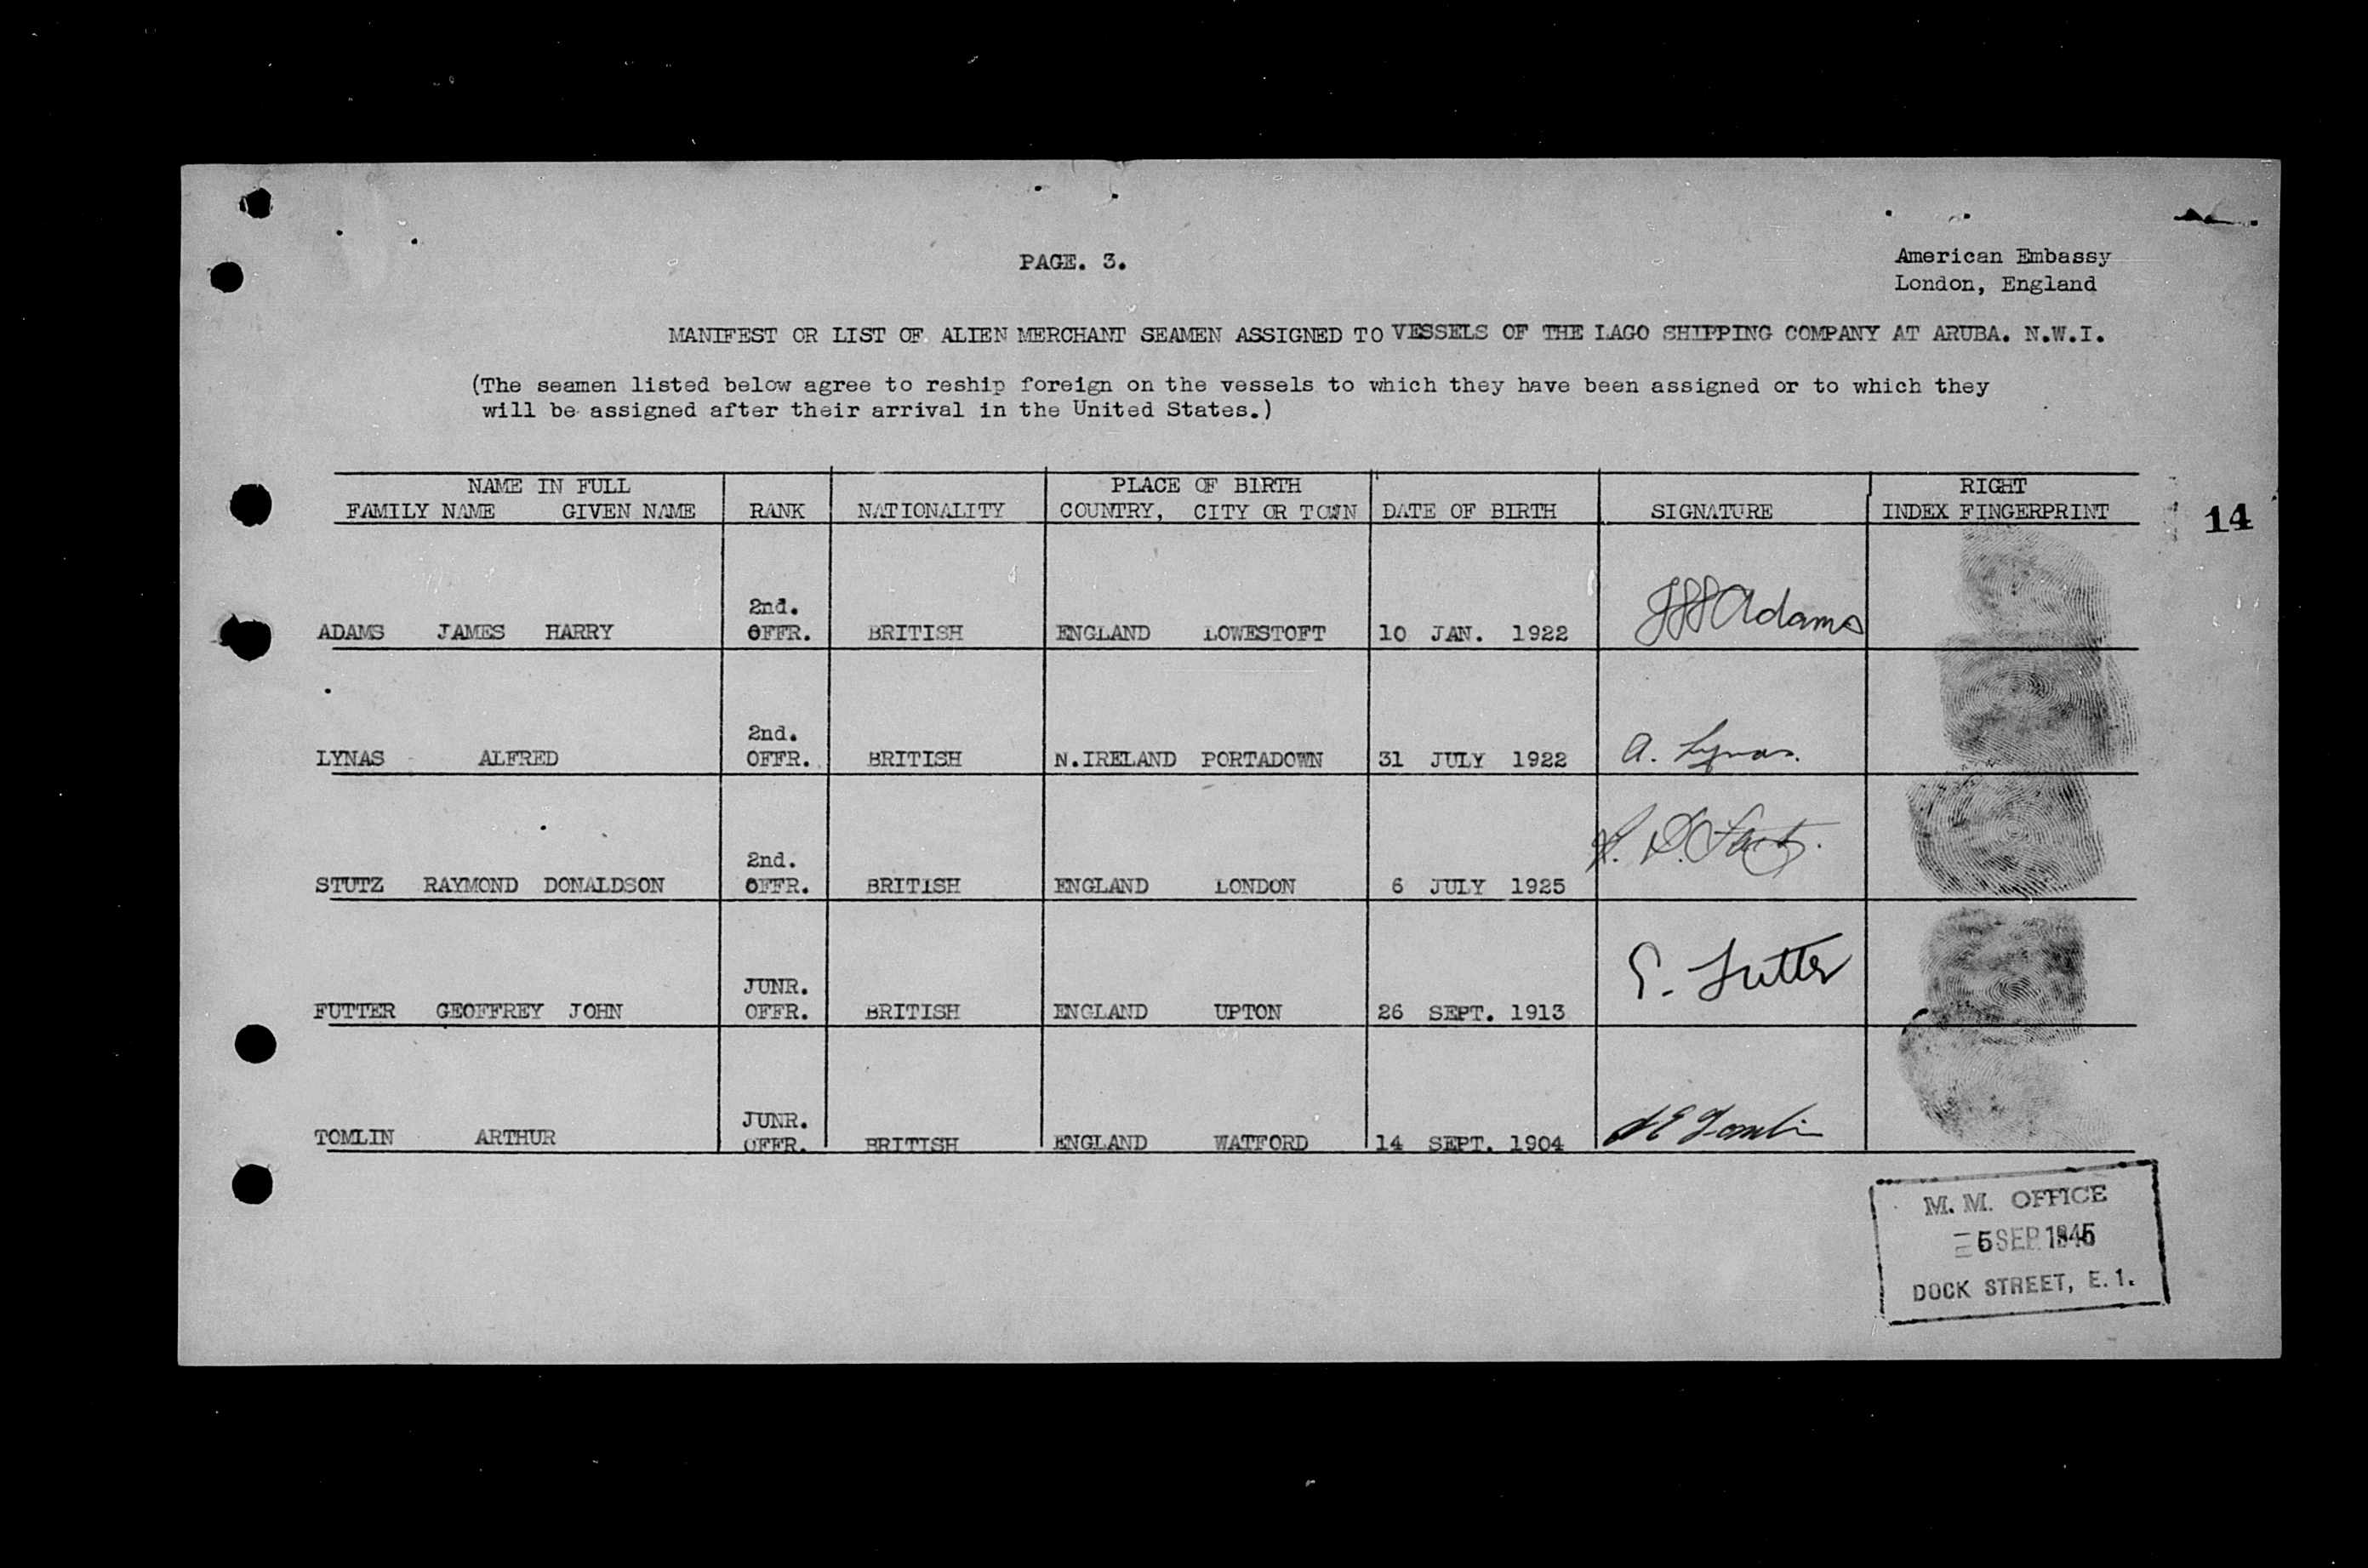 PAGE. 3.
American Embassy
London, England
MANIFEST OR LIST OF ALIEN MERCHANT SEAMEN ASSIGNED TO VESSELS OF THE LAGO SHIPPING COMPANY AT ARUBA. N.W.I.
(The seamen listed below agree to reship foreign on the vessels to which they have been assigned or to which they
will be assigned after their arrival in the United States.)
NAME IN FULL PLACE OF BIRTH RIGHT
FAMILY NAME GIVEN NAME RANK NATIONALITY COUNTRY, CITY OR TOWN DATE OF BIRTH SIGNATURE INDEX FINGERPRINT
14
2nd.
ADAMS JAMES HARRY OFFR. BRITISH ENGLAND LOWESTOFT 10 JAN. 1922 JH Adams
2nd.
LYNAS ALFRED OFFR. BRITISH N.IRELAND PORTADOWN 31 JULY 1922 A. Lynas.
2nd.
STUTZ RAYMOND DONALDSON OFFR. BRITISH ENGLAND LONDON 6 JULY 1925
JUNR.
FUTTER GEOFFREY JOHN OFFR. BRITISH ENGLAND UPTON 26 SEPT. 1913 G. Futter
JUNR.
TOMLIN ARTHUR OFFR. BRITISH ENGLAND WATFORD 14 SEPT. 1904 A E Tomlin
M. M. OFFICE
5 SEP 1945
DOCK STREET, E. 1.